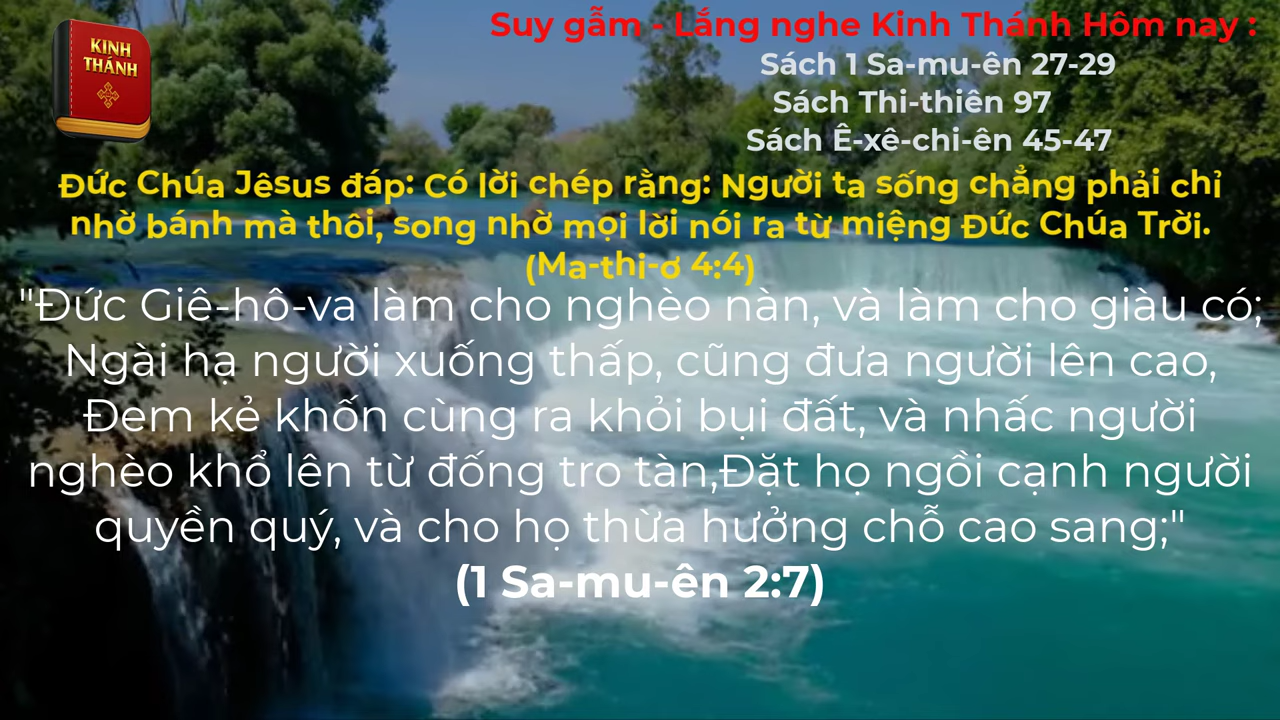 KINH
THÁNH
Suy gẫm - Lắng nghe Kinh Thánh Hôm nay :
Sách 1 Sa-mu-ên 27-29
Sách Thi-thiên 97
Sách Ê-xê-chi-ên 45-47
Đức Chúa Jêsus đáp: Có lời chép rằng: Người ta sống chẳng phải chỉ
nhờ bánh mà thôi, song nhờ mọi lời nói ra từ miệng Đức Chúa Trời.
(Ma-thi-ơ 4:4)
"Đức Giê-hô-va làm cho nghèo nàn, và làm cho giàu có;
Ngài hạ người xuống thấp, cũng đưa người lên cao,
Đem kẻ khốn cùng ra khỏi bụi đất, và nhấc người
nghèo khổ lên từ đống tro tàn,Đặt họ ngồi cạnh người
quyền quý, và cho họ thừa hưởng chỗ cao sang;"
(1 Sa-mu-ên 2:7)